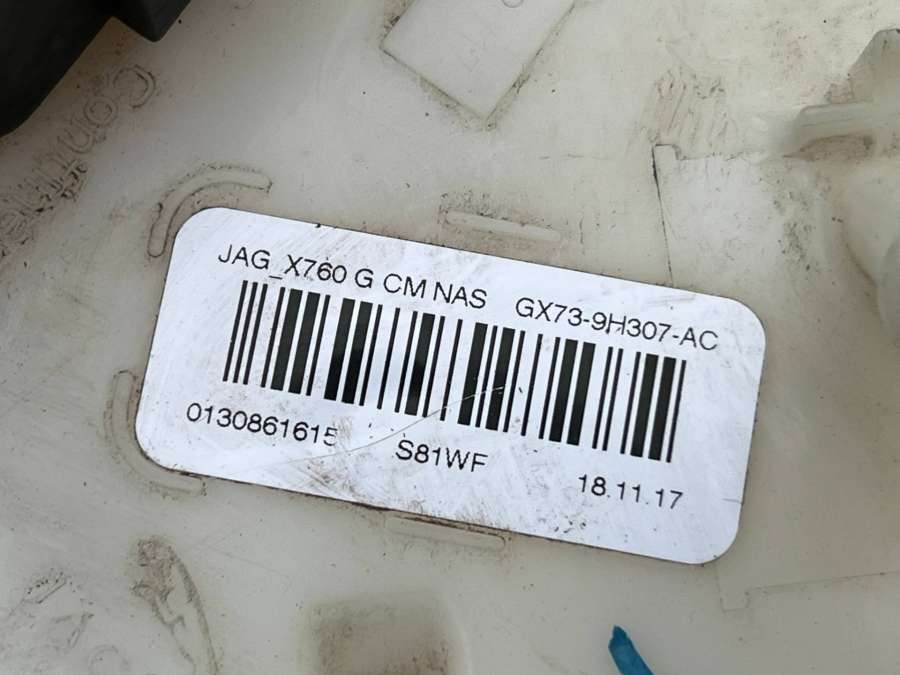 JAG_X760 G CM NAS GX73-9H307-AC
0130861615 S81WF 18.11.17